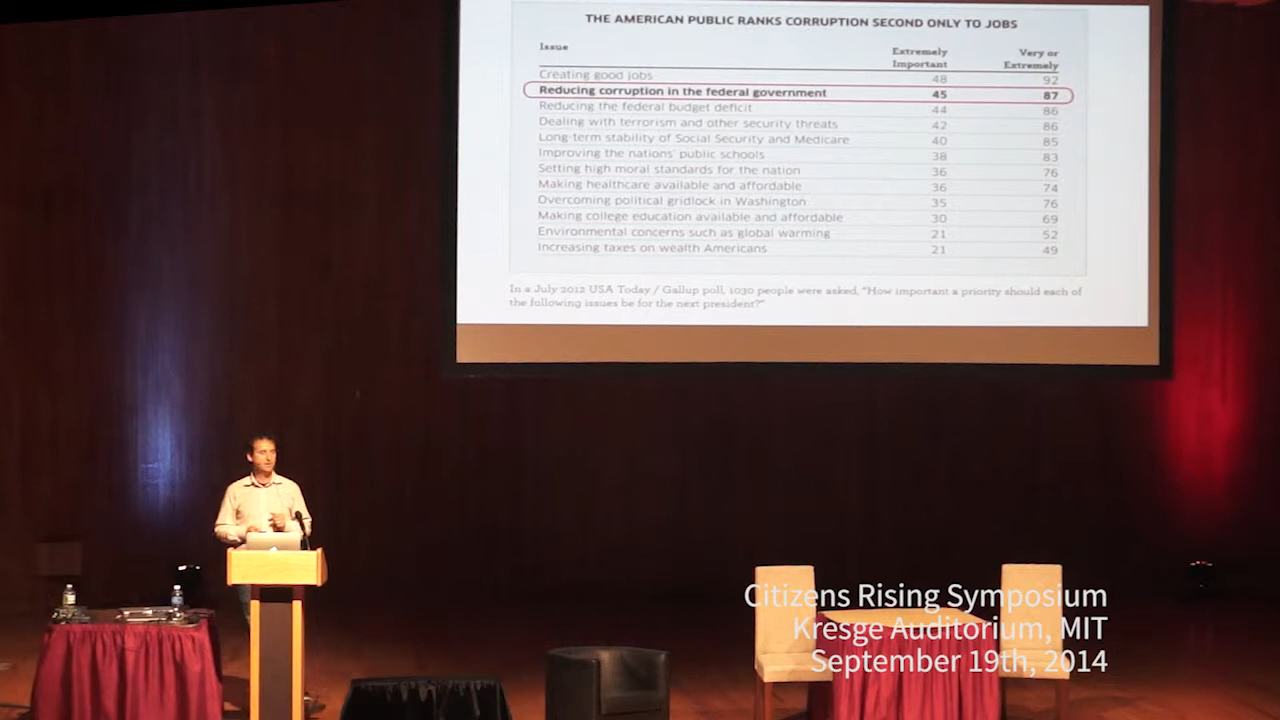 THE AMERICAN PUBLIC RANKS CORRUPTION SECOND ONLY TO JOBS
Issue Extremely Important Very or Extremely
Creating good jobs 48 92
Reducing corruption in the federal government 45 87
Reducing the federal budget deficit 44 86
Dealing with terrorism and other security threats 42 86
Long-term stability of Social Security and Medicare 40 85
Improving the nations' public schools 38 83
Setting high moral standards for the nation 36 76
Making healthcare available and affordable 36 74
Overcoming political gridlock in Washington 35 76
Making college education available and affordable 30 69
Environmental concerns such as global warming 21 52
Increasing taxes on wealth Americans 21 49
In a July 2012 USA Today / Gallup poll, 1030 people were asked, "How important a priority should each of
the following issues be for the next president?"
Citizens Rising Symposium
Kresge Auditorium, MIT
September 19th, 2014